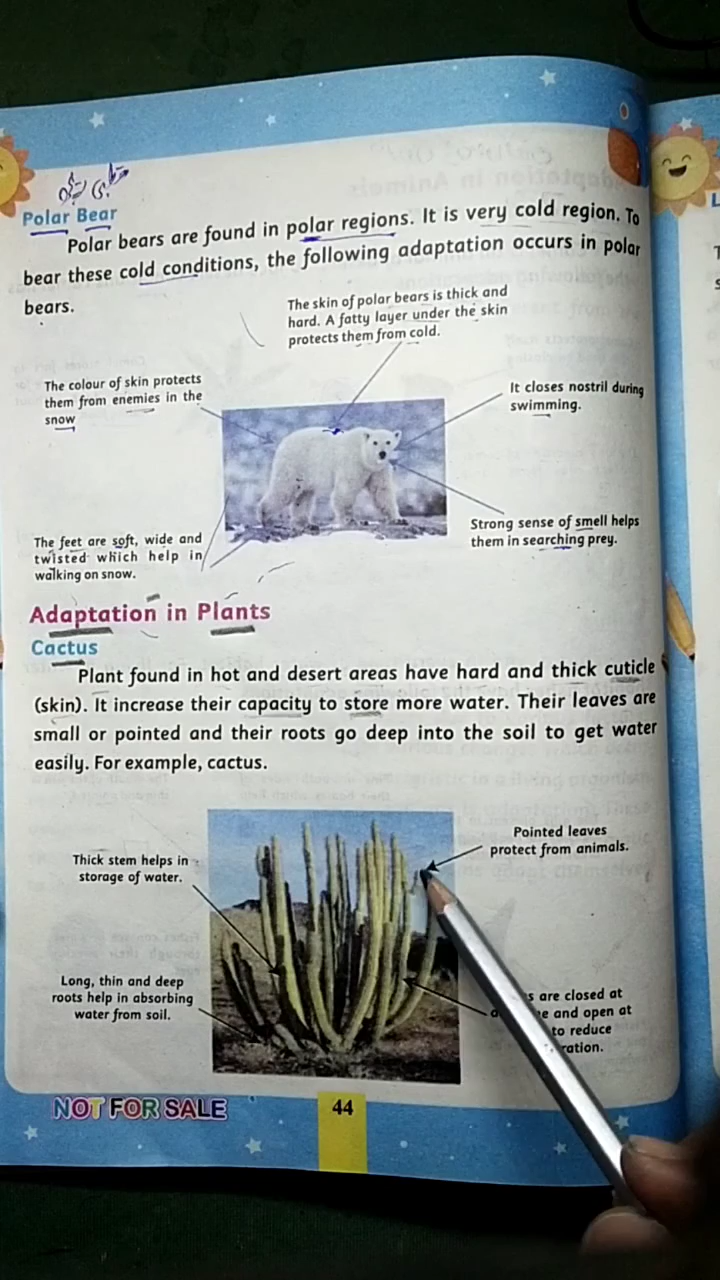 Polar Bear
Polar bears are found in polar regions. It is very cold region. To
bear these cold conditions, the following adaptation occurs in polar
bears.
The skin of polar bears is thick and
hard. A fatty layer under the skin
protects them from cold.
The colour of skin protects
them from enemies in the
snow
It closes nostril during
swimming.
The feet are soft, wide and
twisted which help in
walking on snow.
Strong sense of smell helps
them in searching prey.
Adaptation in Plants
Cactus
Plant found in hot and desert areas have hard and thick cuticle
(skin). It increase their capacity to store more water. Their leaves are
small or pointed and their roots go deep into the soil to get water
easily. For example, cactus.
Pointed leaves
protect from animals.
Thick stem helps in
storage of water.
Long, thin and deep
roots help in absorbing
water from soil.
are closed at
and open at
to reduce
NOT FOR SALE
44